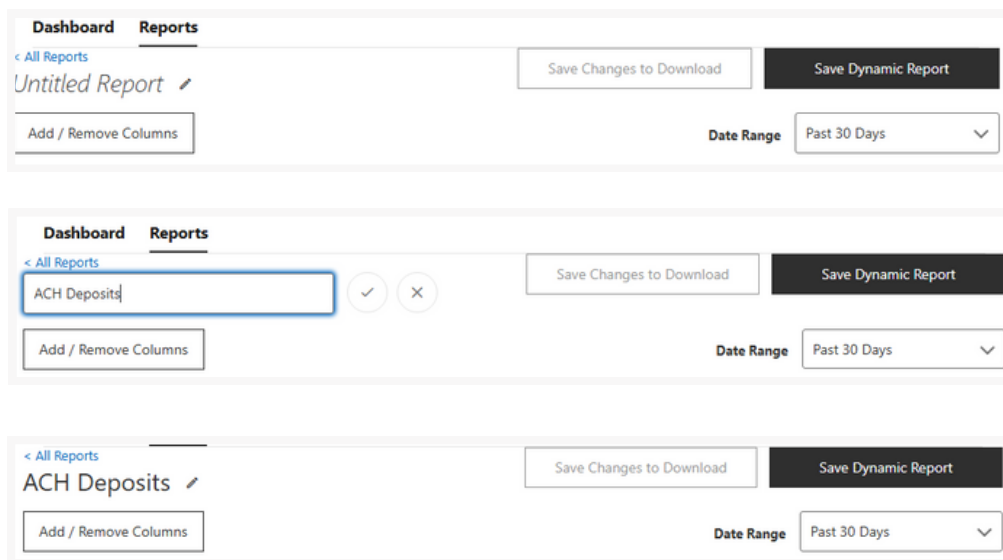 Dashboard Reports
< All Reports
Untitled Report
Save Changes to Download
Save Dynamic Report
Add / Remove Columns
Date Range
Past 30 Days
Dashboard Reports
< All Reports
ACH Deposits
Save Changes to Download
Save Dynamic Report
Add / Remove Columns
Date Range
Past 30 Days
< All Reports
ACH Deposits
Save Changes to Download
Save Dynamic Report
Add / Remove Columns
Date Range
Past 30 Days